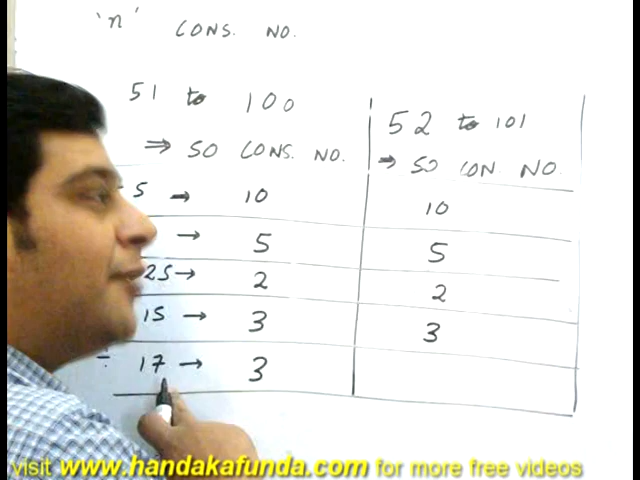 'n' CONS. NO.
51 to 100
⇒ 50 CONS. NO.
5 → 10
→ 5
25 → 2
15 → 3
÷ 17 → 3
52 to 101
⇒ 50 CON. NO.
10
5
2
3
visit www.handakafunda.com for more free videos